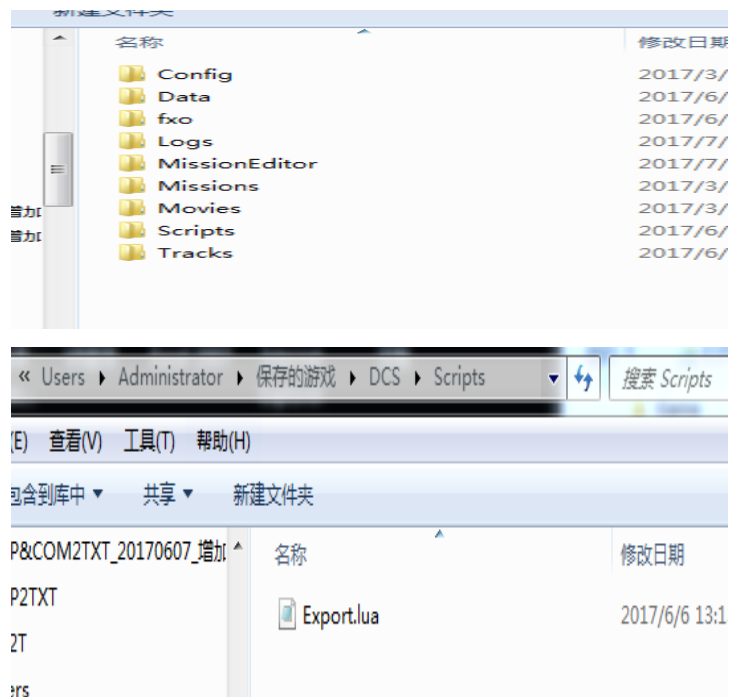 新建文件夹
名称 修改日期
Config 2017/3/
Data 2017/6/
fxo 2017/6/
Logs 2017/7/
MissionEditor 2017/7/
Missions 2017/3/
Movies 2017/3/
Scripts 2017/6/
Tracks 2017/6/
增加
增加
« Users ▸ Administrator ▸ 保存的游戏 ▸ DCS ▸ Scripts 搜索 Scripts
(E) 查看(V) 工具(T) 帮助(H)
包含到库中 ▾ 共享 ▾ 新建文件夹
P&COM2TXT_20170607_增加 名称 修改日期
P2TXT
Export.lua 2017/6/6 13:1
2T
ers